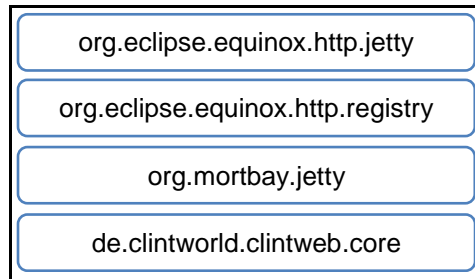 org.eclipse.equinox.http.jetty
org.eclipse.equinox.http.registry
org.mortbay.jetty
de.clintworld.clintweb.core